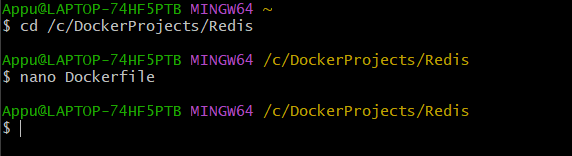 Appu@LAPTOP-74HF5PTB MINGW64 ~
$ cd /c/DockerProjects/Redis
Appu@LAPTOP-74HF5PTB MINGW64 /c/DockerProjects/Redis
$ nano Dockerfile
Appu@LAPTOP-74HF5PTB MINGW64 /c/DockerProjects/Redis
$